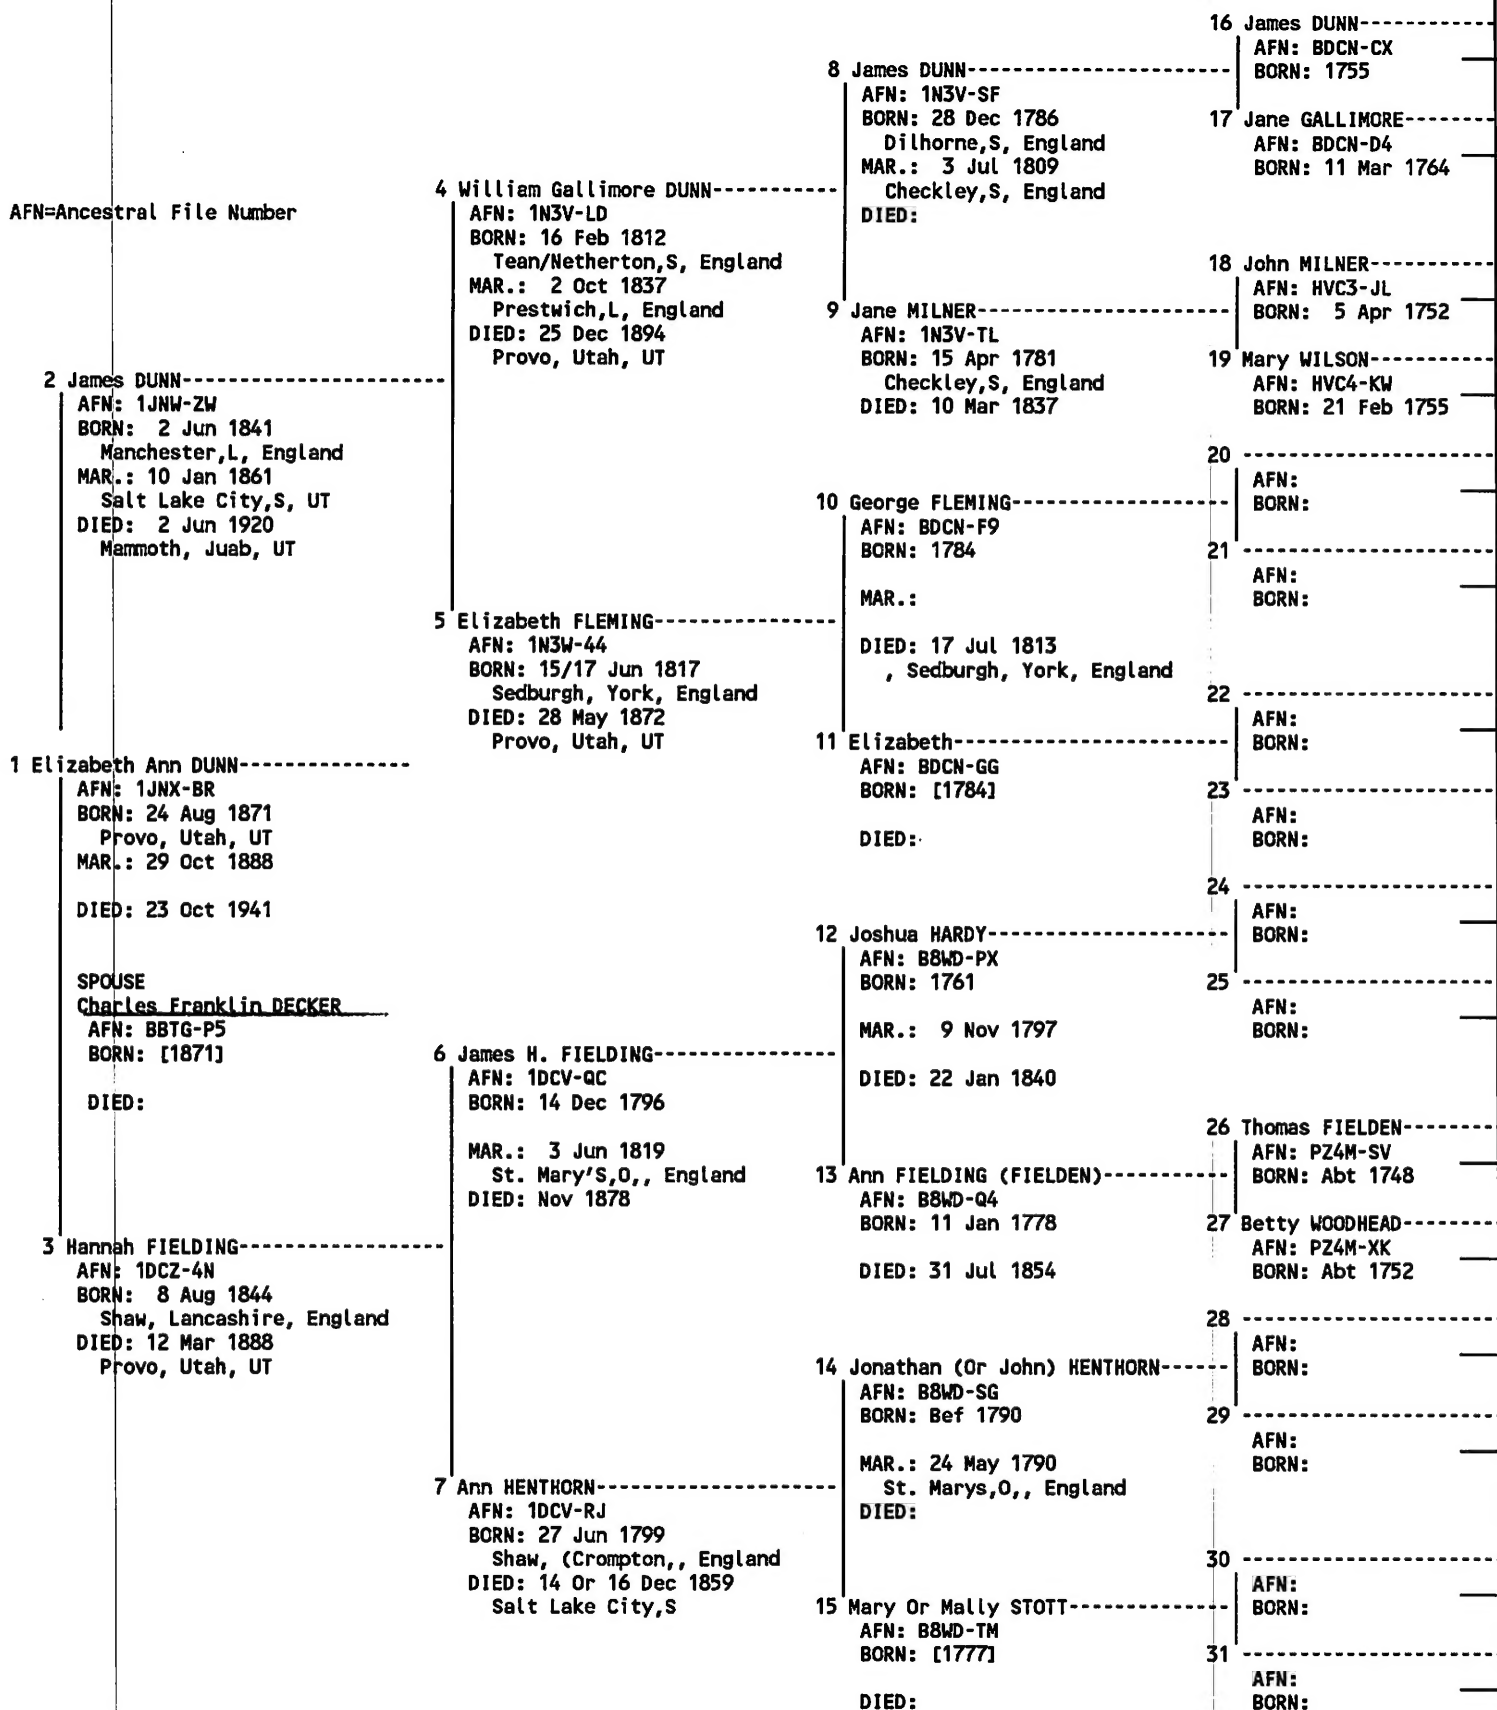 AFN=Ancestral File Number
1 Elizabeth Ann DUNN---------------
AFN: 1JNX-BR
BORN: 24 Aug 1871
Provo, Utah, UT
MAR.: 29 Oct 1888
DIED: 23 Oct 1941
SPOUSE
Charles Franklin DECKER
AFN: BBTG-P5
BORN: [1871]
DIED:
2 James DUNN-----------------------
AFN: 1JNW-ZW
BORN:  2 Jun 1841
Manchester,L, England
MAR.: 10 Jan 1861
Salt Lake City,S, UT
DIED:  2 Jun 1920
Mammoth, Juab, UT
3 Hannah FIELDING------------------
AFN: 1DCZ-4N
BORN:  8 Aug 1844
Shaw, Lancashire, England
DIED: 12 Mar 1888
Provo, Utah, UT
4 William Gallimore DUNN-----------
AFN: 1N3V-LD
BORN: 16 Feb 1812
Tean/Netherton,S, England
MAR.:  2 Oct 1837
Prestwich,L, England
DIED: 25 Dec 1894
Provo, Utah, UT
5 Elizabeth FLEMING----------------
AFN: 1N3W-44
BORN: 15/17 Jun 1817
Sedburgh, York, England
DIED: 28 May 1872
Provo, Utah, UT
6 James H. FIELDING----------------
AFN: 1DCV-QC
BORN: 14 Dec 1796
MAR.:  3 Jun 1819
St. Mary'S,O,, England
DIED: Nov 1878
7 Ann HENTHORN---------------------
AFN: 1DCV-RJ
BORN: 27 Jun 1799
Shaw, (Crompton,, England
DIED: 14 Or 16 Dec 1859
Salt Lake City,S
8 James DUNN-----------------------
AFN: 1N3V-SF
BORN: 28 Dec 1786
Dilhorne,S, England
MAR.:  3 Jul 1809
Checkley,S, England
DIED:
9 Jane MILNER----------------------
AFN: 1N3V-TL
BORN: 15 Apr 1781
Checkley,S, England
DIED: 10 Mar 1837
10 George FLEMING-------------------
AFN: BDCN-F9
BORN: 1784
MAR.:
DIED: 17 Jul 1813
, Sedburgh, York, England
11 Elizabeth------------------------
AFN: BDCN-GG
BORN: [1784]
DIED:
12 Joshua HARDY---------------------
AFN: B8WD-PX
BORN: 1761
MAR.:  9 Nov 1797
DIED: 22 Jan 1840
13 Ann FIELDING (FIELDEN)-----------
AFN: B8WD-Q4
BORN: 11 Jan 1778
DIED: 31 Jul 1854
14 Jonathan (Or John) HENTHORN------
AFN: B8WD-SG
BORN: Bef 1790
MAR.: 24 May 1790
St. Marys,O,, England
DIED:
15 Mary Or Mally STOTT--------------
AFN: B8WD-TM
BORN: [1777]
DIED:
16 James DUNN------------
AFN: BDCN-CX
BORN: 1755
17 Jane GALLIMORE--------
AFN: BDCN-D4
BORN: 11 Mar 1764
18 John MILNER-----------
AFN: HVC3-JL
BORN:  5 Apr 1752
19 Mary WILSON-----------
AFN: HVC4-KW
BORN: 21 Feb 1755
20 ----------------------
AFN:
BORN:
21 ----------------------
AFN:
BORN:
22 ----------------------
AFN:
BORN:
23 ----------------------
AFN:
BORN:
24 ----------------------
AFN:
BORN:
25 ----------------------
AFN:
BORN:
26 Thomas FIELDEN--------
AFN: PZ4M-SV
BORN: Abt 1748
27 Betty WOODHEAD--------
AFN: PZ4M-XK
BORN: Abt 1752
28 ----------------------
AFN:
BORN:
29 ----------------------
AFN:
BORN:
30 ----------------------
AFN:
BORN:
31 ----------------------
AFN:
BORN: